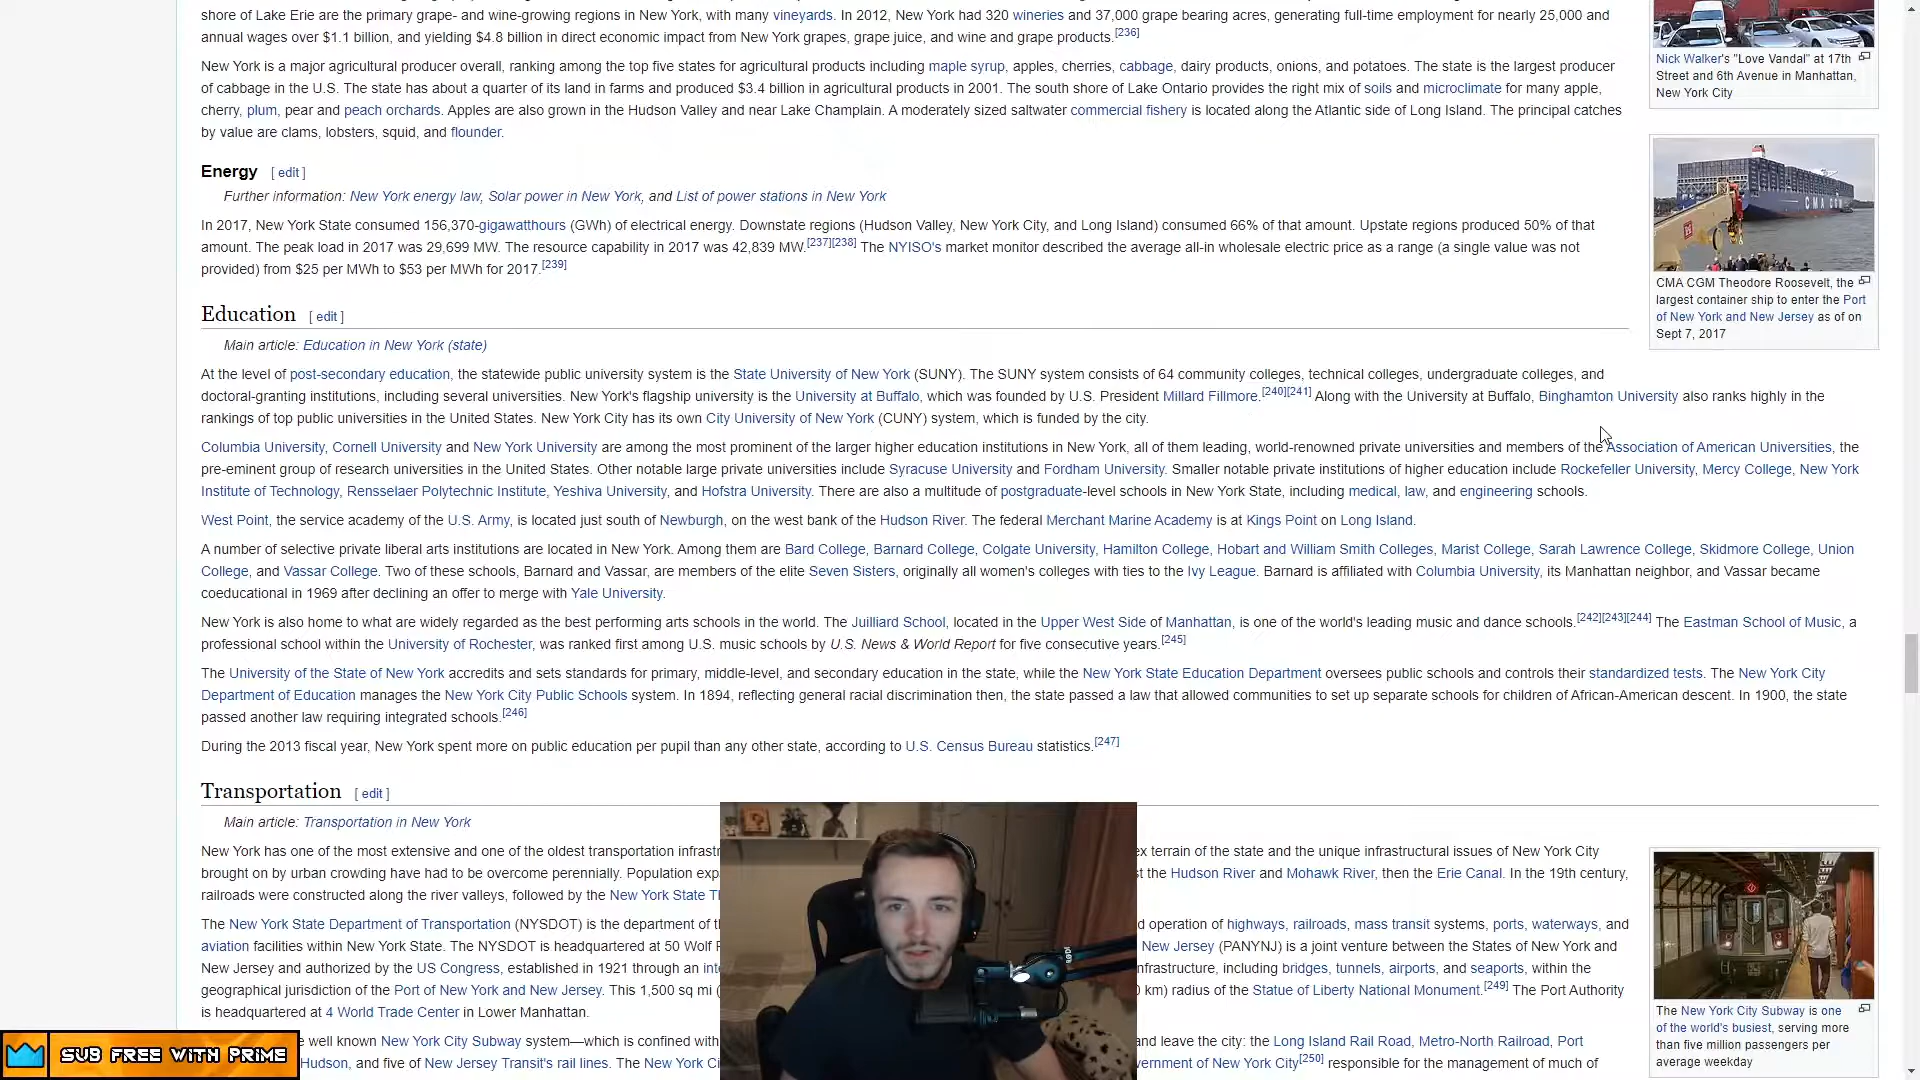 shore of Lake Erie are the primary grape- and wine-growing regions in New York, with many vineyards. In 2012, New York had 320 wineries and 37,000 grape bearing acres, generating full-time employment for nearly 25,000 and
annual wages over $1.1 billion, and yielding $4.8 billion in direct economic impact from New York grapes, grape juice, and wine and grape products.[236]
New York is a major agricultural producer overall, ranking among the top five states for agricultural products including maple syrup, apples, cherries, cabbage, dairy products, onions, and potatoes. The state is the largest producer
of cabbage in the U.S. The state has about a quarter of its land in farms and produced $3.4 billion in agricultural products in 2001. The south shore of Lake Ontario provides the right mix of soils and microclimate for many apple,
cherry, plum, pear and peach orchards. Apples are also grown in the Hudson Valley and near Lake Champlain. A moderately sized saltwater commercial fishery is located along the Atlantic side of Long Island. The principal catches
by value are clams, lobsters, squid, and flounder.
Nick Walker's "Love Vandal" at 17th
Street and 6th Avenue in Manhattan,
New York City
Energy [ edit ]
Further information: New York energy law, Solar power in New York, and List of power stations in New York
In 2017, New York State consumed 156,370-gigawatthours (GWh) of electrical energy. Downstate regions (Hudson Valley, New York City, and Long Island) consumed 66% of that amount. Upstate regions produced 50% of that
amount. The peak load in 2017 was 29,699 MW. The resource capability in 2017 was 42,839 MW.[237][238] The NYISO's market monitor described the average all-in wholesale electric price as a range (a single value was not
provided) from $25 per MWh to $53 per MWh for 2017.[239]
CMA CGM
CMA CGM Theodore Roosevelt, the
largest container ship to enter the Port
of New York and New Jersey as of on
Sept 7, 2017
Education [ edit ]
Main article: Education in New York (state)
At the level of post-secondary education, the statewide public university system is the State University of New York (SUNY). The SUNY system consists of 64 community colleges, technical colleges, undergraduate colleges, and
doctoral-granting institutions, including several universities. New York's flagship university is the University at Buffalo, which was founded by U.S. President Millard Fillmore.[240][241] Along with the University at Buffalo, Binghamton University also ranks highly in the
rankings of top public universities in the United States. New York City has its own City University of New York (CUNY) system, which is funded by the city.
Columbia University, Cornell University and New York University are among the most prominent of the larger higher education institutions in New York, all of them leading, world-renowned private universities and members of the Association of American Universities, the
pre-eminent group of research universities in the United States. Other notable large private universities include Syracuse University and Fordham University. Smaller notable private institutions of higher education include Rockefeller University, Mercy College, New York
Institute of Technology, Rensselaer Polytechnic Institute, Yeshiva University, and Hofstra University. There are also a multitude of postgraduate-level schools in New York State, including medical, law, and engineering schools.
West Point, the service academy of the U.S. Army, is located just south of Newburgh, on the west bank of the Hudson River. The federal Merchant Marine Academy is at Kings Point on Long Island.
A number of selective private liberal arts institutions are located in New York. Among them are Bard College, Barnard College, Colgate University, Hamilton College, Hobart and William Smith Colleges, Marist College, Sarah Lawrence College, Skidmore College, Union
College, and Vassar College. Two of these schools, Barnard and Vassar, are members of the elite Seven Sisters, originally all women's colleges with ties to the Ivy League. Barnard is affiliated with Columbia University, its Manhattan neighbor, and Vassar became
coeducational in 1969 after declining an offer to merge with Yale University.
New York is also home to what are widely regarded as the best performing arts schools in the world. The Juilliard School, located in the Upper West Side of Manhattan, is one of the world's leading music and dance schools.[242][243][244] The Eastman School of Music, a
professional school within the University of Rochester, was ranked first among U.S. music schools by U.S. News & World Report for five consecutive years.[245]
The University of the State of New York accredits and sets standards for primary, middle-level, and secondary education in the state, while the New York State Education Department oversees public schools and controls their standardized tests. The New York City
Department of Education manages the New York City Public Schools system. In 1894, reflecting general racial discrimination then, the state passed a law that allowed communities to set up separate schools for children of African-American descent. In 1900, the state
passed another law requiring integrated schools.[246]
During the 2013 fiscal year, New York spent more on public education per pupil than any other state, according to U.S. Census Bureau statistics.[247]
Transportation [ edit ]
Main article: Transportation in New York
New York has one of the most extensive and one of the oldest transportation infrast ex terrain of the state and the unique infrastructural issues of New York City
brought on by urban crowding have had to be overcome perennially. Population exp t the Hudson River and Mohawk River, then the Erie Canal. In the 19th century,
railroads were constructed along the river valleys, followed by the New York State T
The New York State Department of Transportation (NYSDOT) is the department of t d operation of highways, railroads, mass transit systems, ports, waterways, and
aviation facilities within New York State. The NYSDOT is headquartered at 50 Wolf New Jersey (PANYNJ) is a joint venture between the States of New York and
New Jersey and authorized by the US Congress, established in 1921 through an int nfrastructure, including bridges, tunnels, airports, and seaports, within the
geographical jurisdiction of the Port of New York and New Jersey. This 1,500 sq mi ( km) radius of the Statue of Liberty National Monument.[249] The Port Authority
is headquartered at 4 World Trade Center in Lower Manhattan.
e well known New York City Subway system—which is confined with and leave the city: the Long Island Rail Road, Metro-North Railroad, Port
Hudson, and five of New Jersey Transit's rail lines. The New York Ci vernment of New York City[250] responsible for the management of much of
The New York City Subway is one
of the world's busiest, serving more
than five million passengers per
average weekday
SUB FREE WITH PRIME